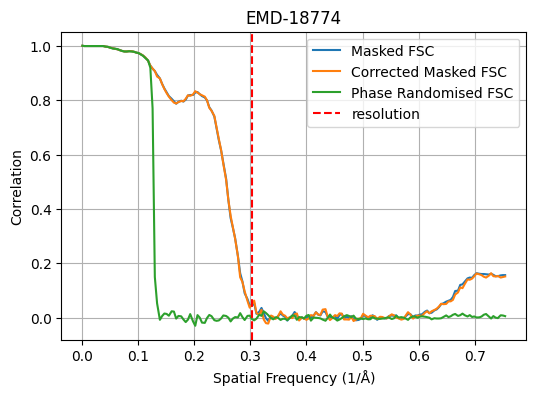 EMD-18774
Masked FSC
Corrected Masked FSC
Phase Randomised FSC
resolution
Correlation
1.0
0.8
0.6
0.4
0.2
0.0
0.0 0.1 0.2 0.3 0.4 0.5 0.6 0.7
Spatial Frequency (1/Å)